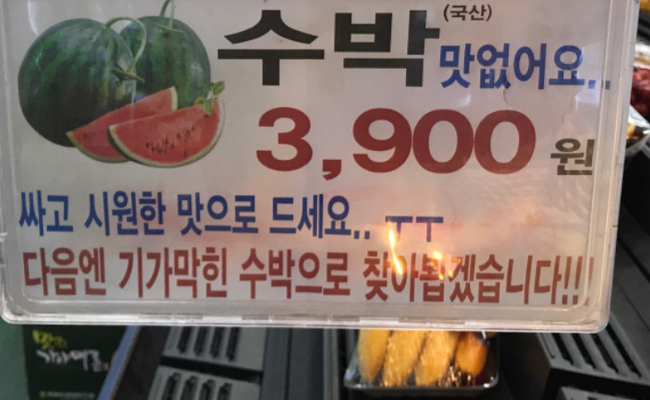 수박 (국산) 맛없어요..
3,900 원
싸고 시원한 맛으로 드세요.. ㅜㅜ
다음엔 기가막힌 수박으로 찾아뵙겠습니다!!!